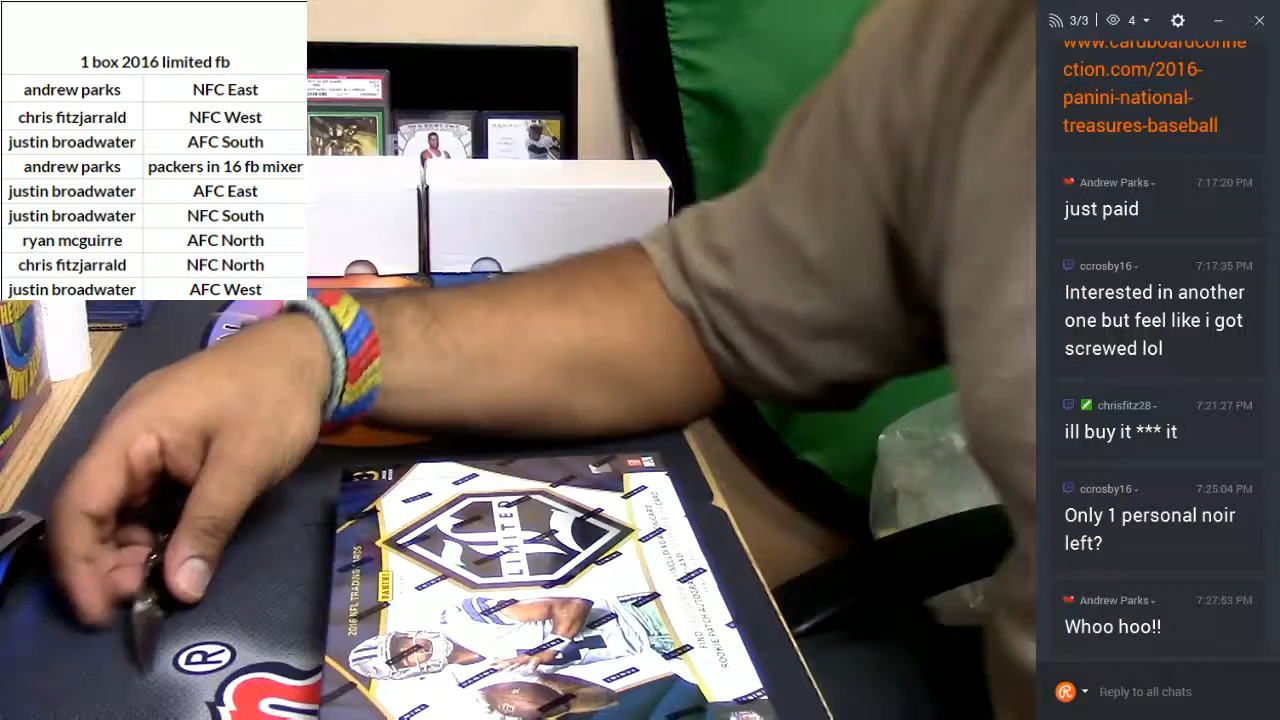 1 box 2016 limited fb
andrew parks NFC East
chris fitzjarrald NFC West
justin broadwater AFC South
andrew parks packers in 16 fb mixer
justin broadwater AFC East
justin broadwater NFC South
ryan mcguirre AFC North
chris fitzjarrald NFC North
justin broadwater AFC West
LIMITED
2016 NFL TRADING CARDS
PANINI
®
3/3 4
www.cardboardconne
ction.com/2016-
panini-national-
treasures-baseball
Andrew Parks 7:17:20 PM
just paid
ccrosby16 7:17:35 PM
Interested in another
one but feel like i got
screwed lol
chrisfitz28 7:21:27 PM
ill buy it *** it
ccrosby16 7:25:04 PM
Only 1 personal noir
left?
Andrew Parks 7:27:53 PM
Whoo hoo!!
Reply to all chats